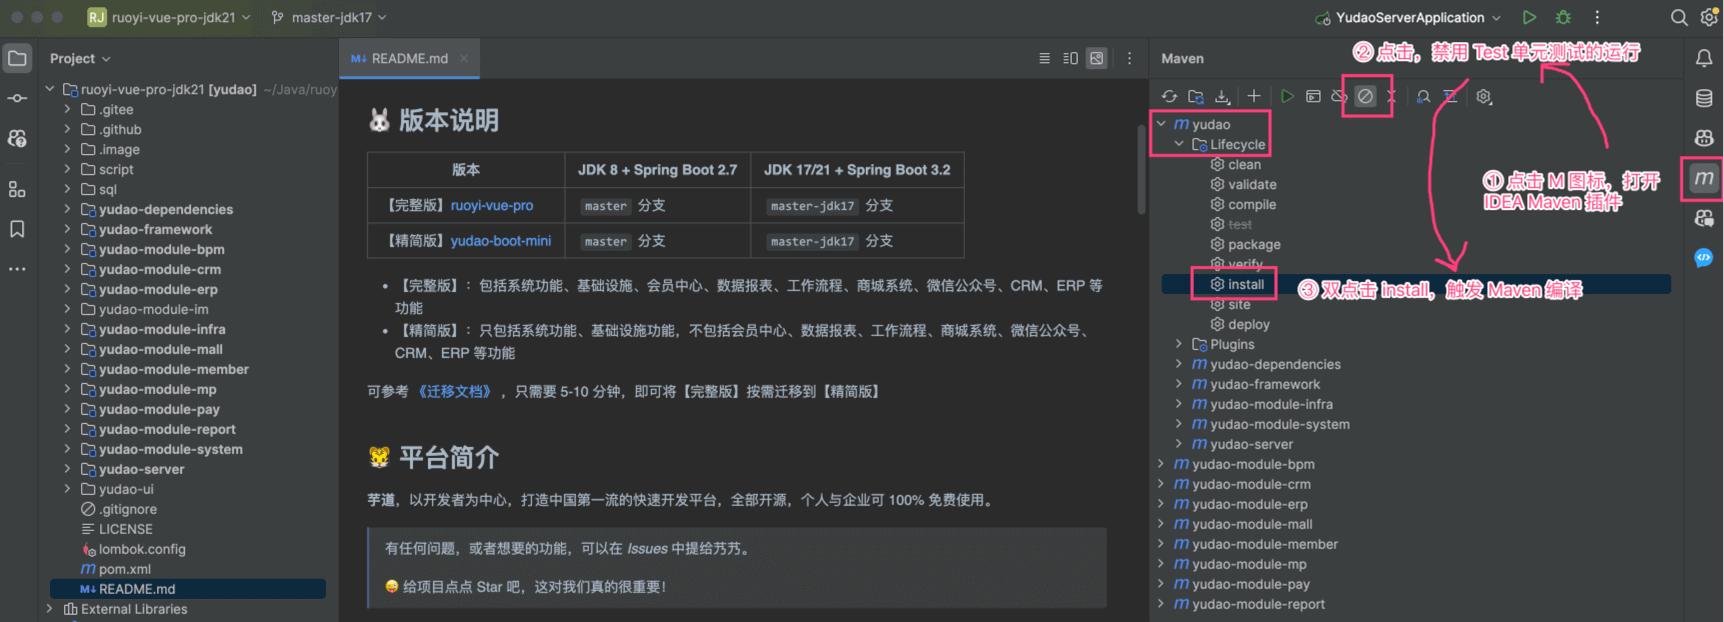 RJ ruoyi-vue-pro-jdk21 master-jdk17 YudaoServerApplication
Project
ruoyi-vue-pro-jdk21 [yudao] ~/Java/ruoy
.gitee
.github
.image
script
sql
yudao-dependencies
yudao-framework
yudao-module-bpm
yudao-module-crm
yudao-module-erp
yudao-module-im
yudao-module-infra
yudao-module-mall
yudao-module-member
yudao-module-mp
yudao-module-pay
yudao-module-report
yudao-module-system
yudao-server
yudao-ui
.gitignore
LICENSE
lombok.config
m pom.xml
M↓ README.md
External Libraries
M↓ README.md
🐰 版本说明
版本 JDK 8 + Spring Boot 2.7 JDK 17/21 + Spring Boot 3.2
【完整版】ruoyi-vue-pro master 分支 master-jdk17 分支
【精简版】yudao-boot-mini master 分支 master-jdk17 分支
• 【完整版】：包括系统功能、基础设施、会员中心、数据报表、工作流程、商城系统、微信公众号、CRM、ERP 等
功能
• 【精简版】：只包括系统功能、基础设施功能，不包括会员中心、数据报表、工作流程、商城系统、微信公众号、
CRM、ERP 等功能
可参考 《迁移文档》 ，只需要 5-10 分钟，即可将【完整版】按需迁移到【精简版】
🐯 平台简介
芋道，以开发者为中心，打造中国第一流的快速开发平台，全部开源，个人与企业可 100% 免费使用。
有任何问题，或者想要的功能，可以在 Issues 中提给艿艿。
😜 给项目点点 Star 吧，这对我们真的很重要！
Maven
② 点击，禁用 Test 单元测试的运行
m yudao
Lifecycle
clean
validate
compile
test
package
verify
install
site
deploy
Plugins
m yudao-dependencies
m yudao-framework
m yudao-module-infra
m yudao-module-system
m yudao-server
m yudao-module-bpm
m yudao-module-crm
m yudao-module-erp
m yudao-module-mall
m yudao-module-member
m yudao-module-mp
m yudao-module-pay
m yudao-module-report
① 点击 M 图标，打开
IDEA Maven 插件
③ 双点击 install，触发 Maven 编译
m